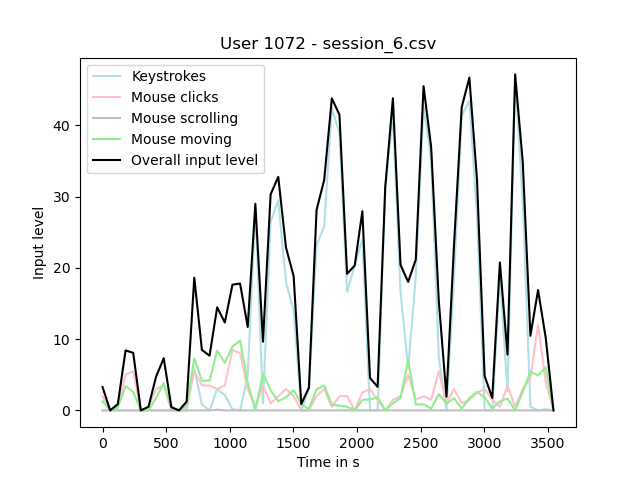 User 1072 - session_6.csv
Keystrokes
Mouse clicks
Mouse scrolling
Mouse moving
Overall input level
Input level
40
30
20
10
0
0 500 1000 1500 2000 2500 3000 3500
Time in s